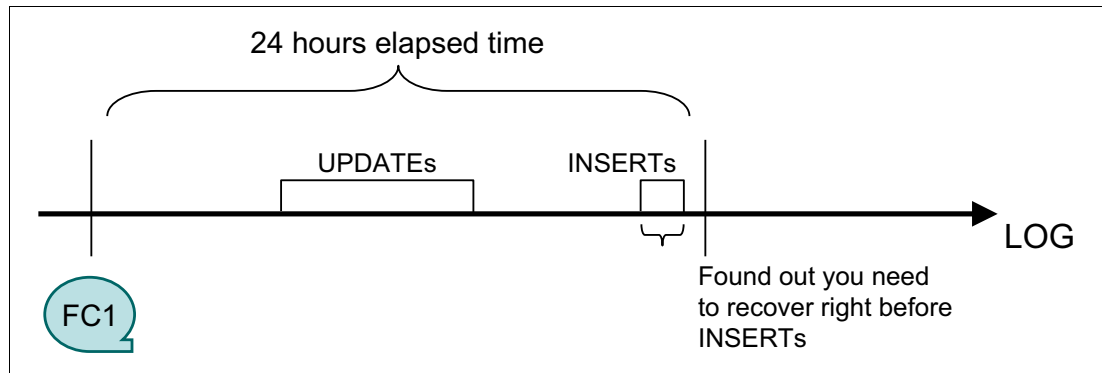 24 hours elapsed time
UPDATEs
INSERTs
LOG
FC1
Found out you need
to recover right before
INSERTs